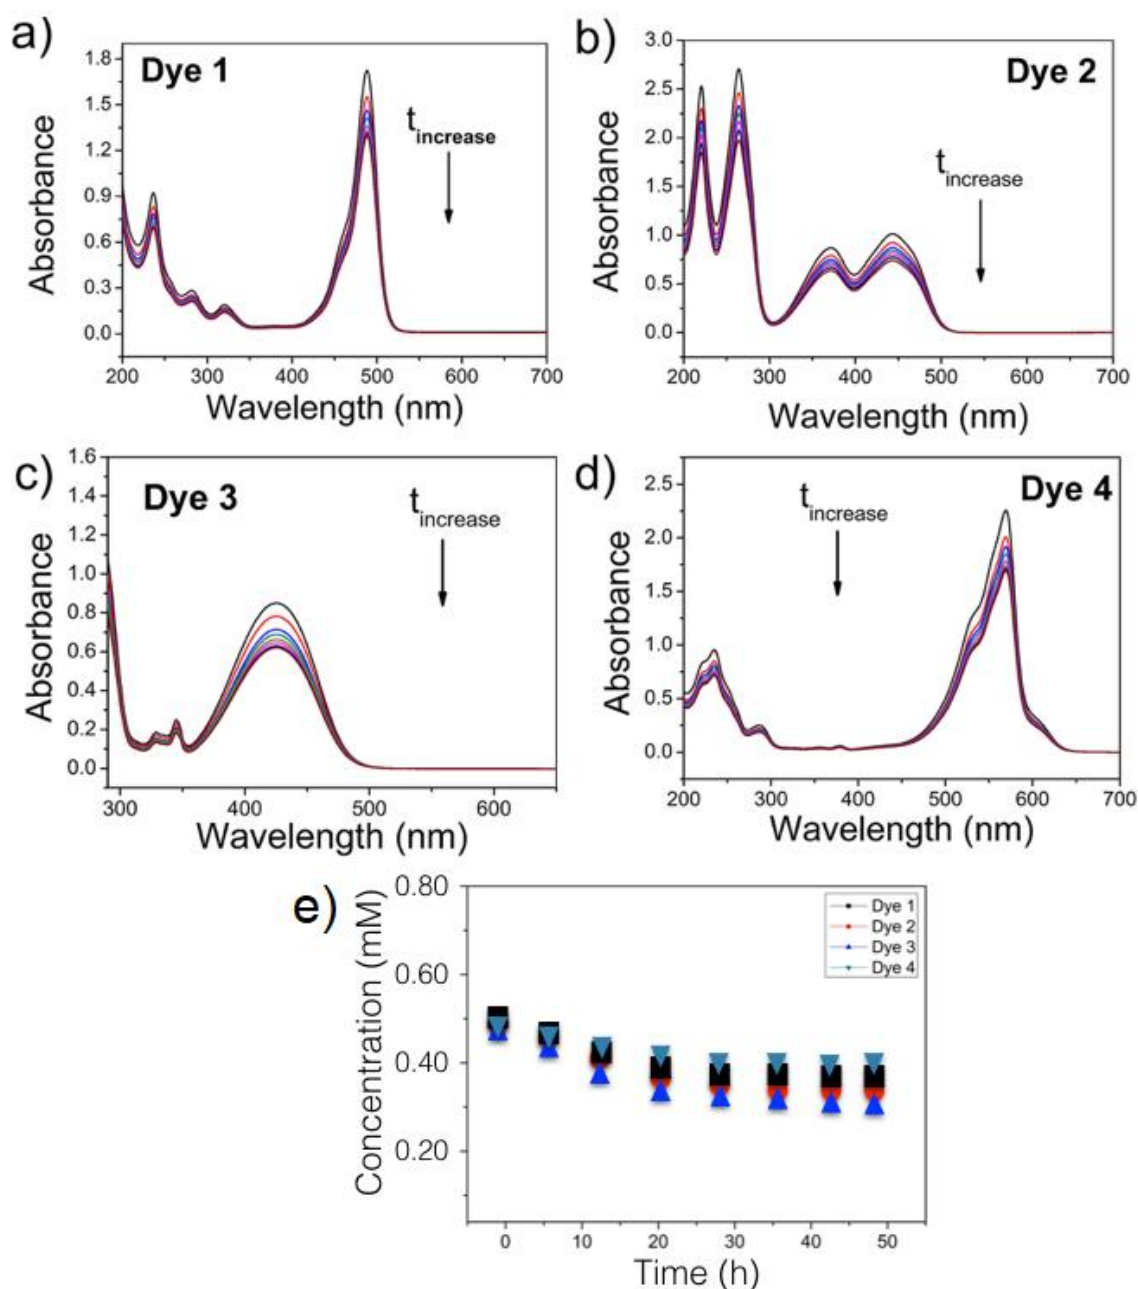 a)
Dye 1
t increase
Absorbance
1.8
1.5
1.2
0.9
0.6
0.3
0.0
200 300 400 500 600 700
Wavelength (nm)
b)
Dye 2
t increase
Absorbance
3.0
2.5
2.0
1.5
1.0
0.5
0.0
200 300 400 500 600 700
Wavelength (nm)
c)
Dye 3
t increase
Absorbance
1.6
1.4
1.2
1.0
0.8
0.6
0.4
0.2
0.0
300 400 500 600
Wavelength (nm)
d)
Dye 4
t increase
Absorbance
2.5
2.0
1.5
1.0
0.5
0.0
200 300 400 500 600 700
Wavelength (nm)
e)
Concentration (mM)
0.80
0.60
0.40
0.20
Dye 1
Dye 2
Dye 3
Dye 4
0 10 20 30 40 50
Time (h)